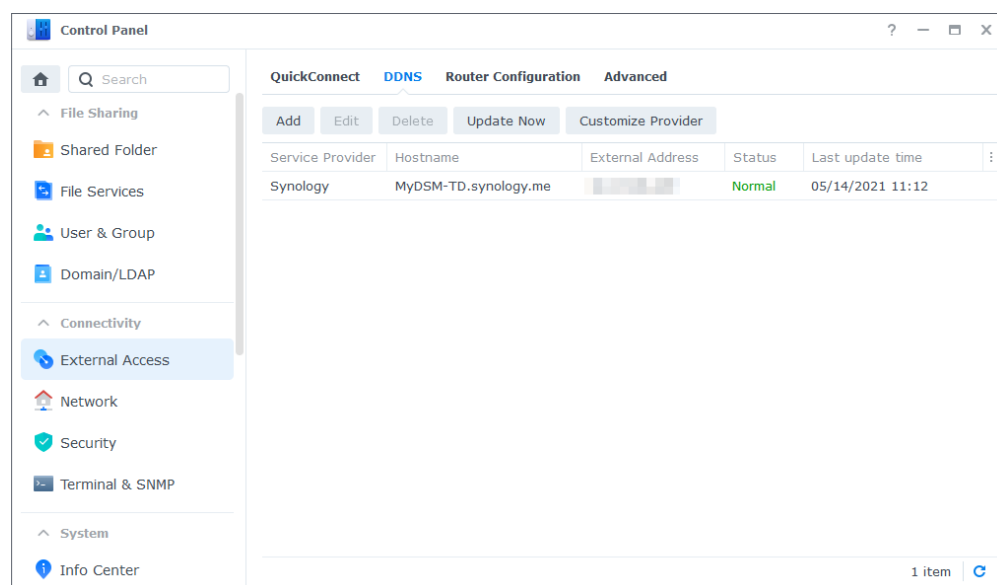 Control Panel
?
Search
File Sharing
Shared Folder
File Services
User & Group
Domain/LDAP
Connectivity
External Access
Network
Security
Terminal & SNMP
System
Info Center
QuickConnect DDNS Router Configuration Advanced
Add Edit Delete Update Now Customize Provider
Service Provider Hostname External Address Status Last update time
Synology MyDSM-TD.synology.me Normal 05/14/2021 11:12
1 item